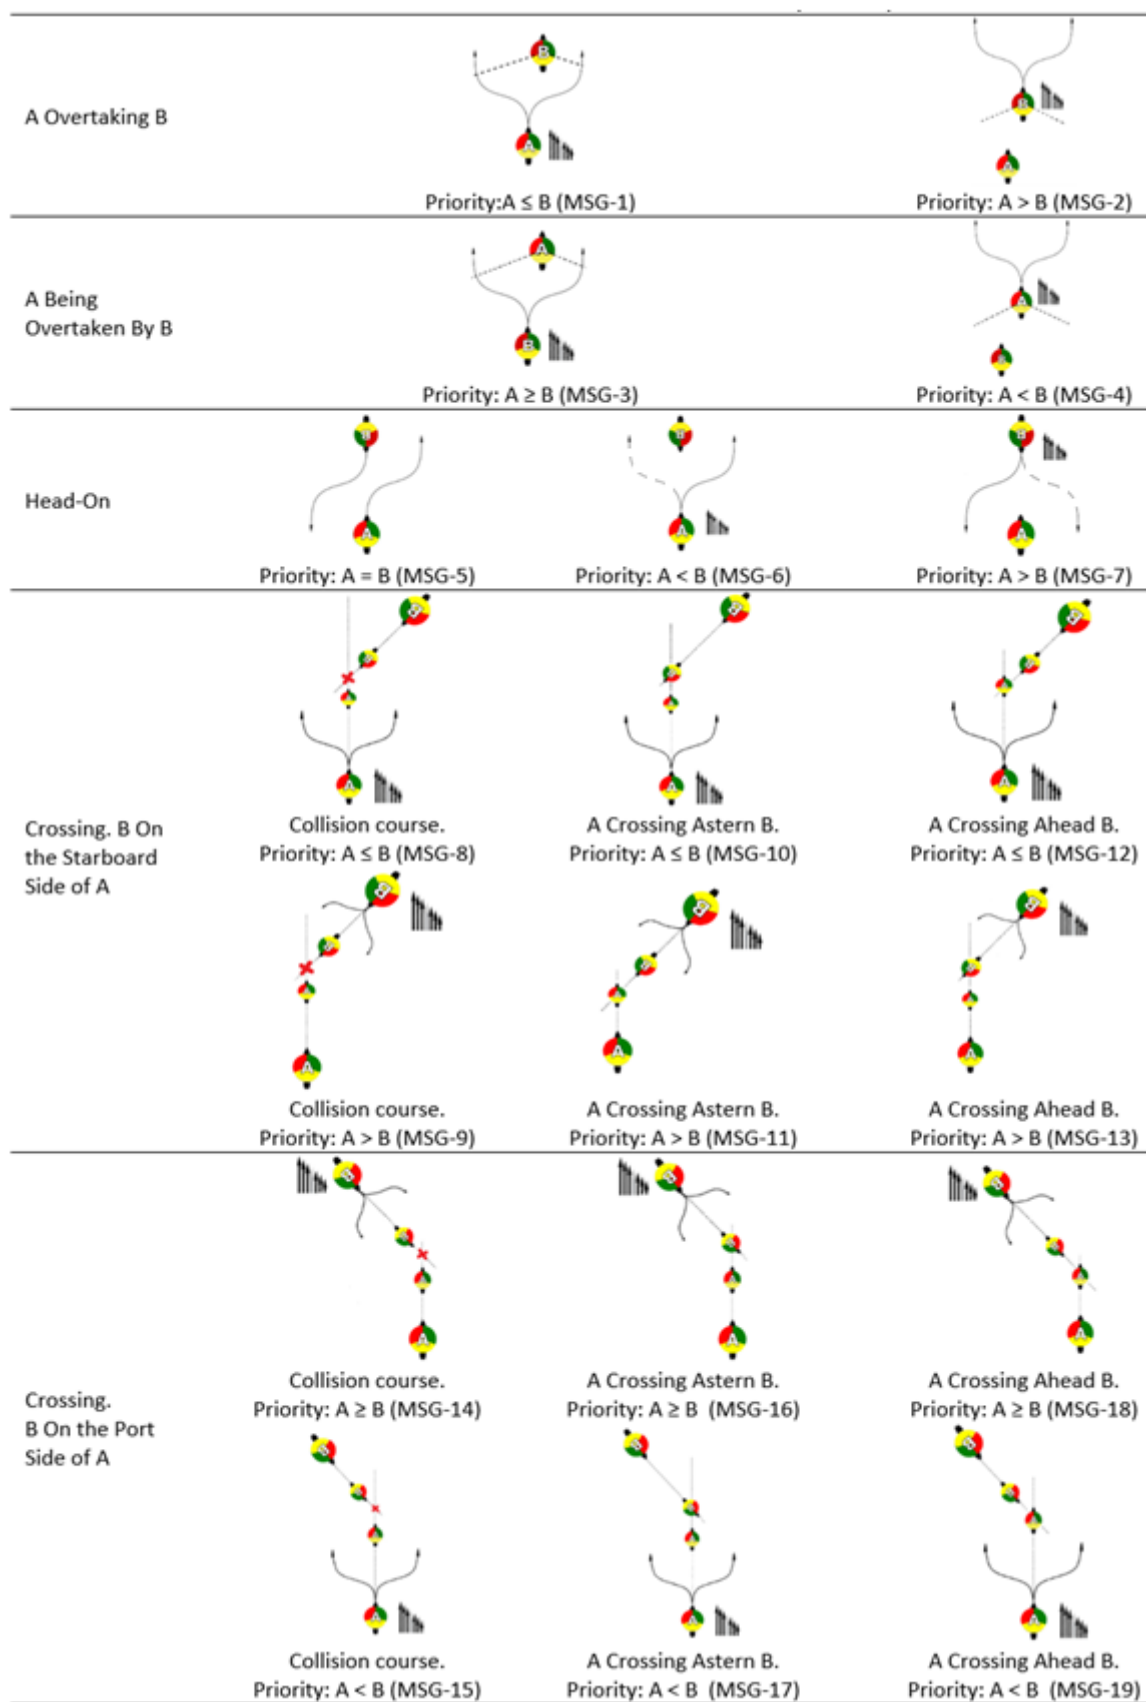 A Overtaking B
Priority:A ≤ B (MSG-1)
Priority: A > B (MSG-2)
A Being
Overtaken By B
Priority: A ≥ B (MSG-3)
Priority: A < B (MSG-4)
Head-On
Priority: A = B (MSG-5)
Priority: A < B (MSG-6)
Priority: A > B (MSG-7)
Crossing. B On
the Starboard
Side of A
Collision course.
Priority: A ≤ B (MSG-8)
A Crossing Astern B.
Priority: A ≤ B (MSG-10)
A Crossing Ahead B.
Priority: A ≤ B (MSG-12)
Collision course.
Priority: A > B (MSG-9)
A Crossing Astern B.
Priority: A > B (MSG-11)
A Crossing Ahead B.
Priority: A > B (MSG-13)
Crossing.
B On the Port
Side of A
Collision course.
Priority: A ≥ B (MSG-14)
A Crossing Astern B.
Priority: A ≥ B (MSG-16)
A Crossing Ahead B.
Priority: A ≥ B (MSG-18)
Collision course.
Priority: A < B (MSG-15)
A Crossing Astern B.
Priority: A < B (MSG-17)
A Crossing Ahead B.
Priority: A < B (MSG-19)